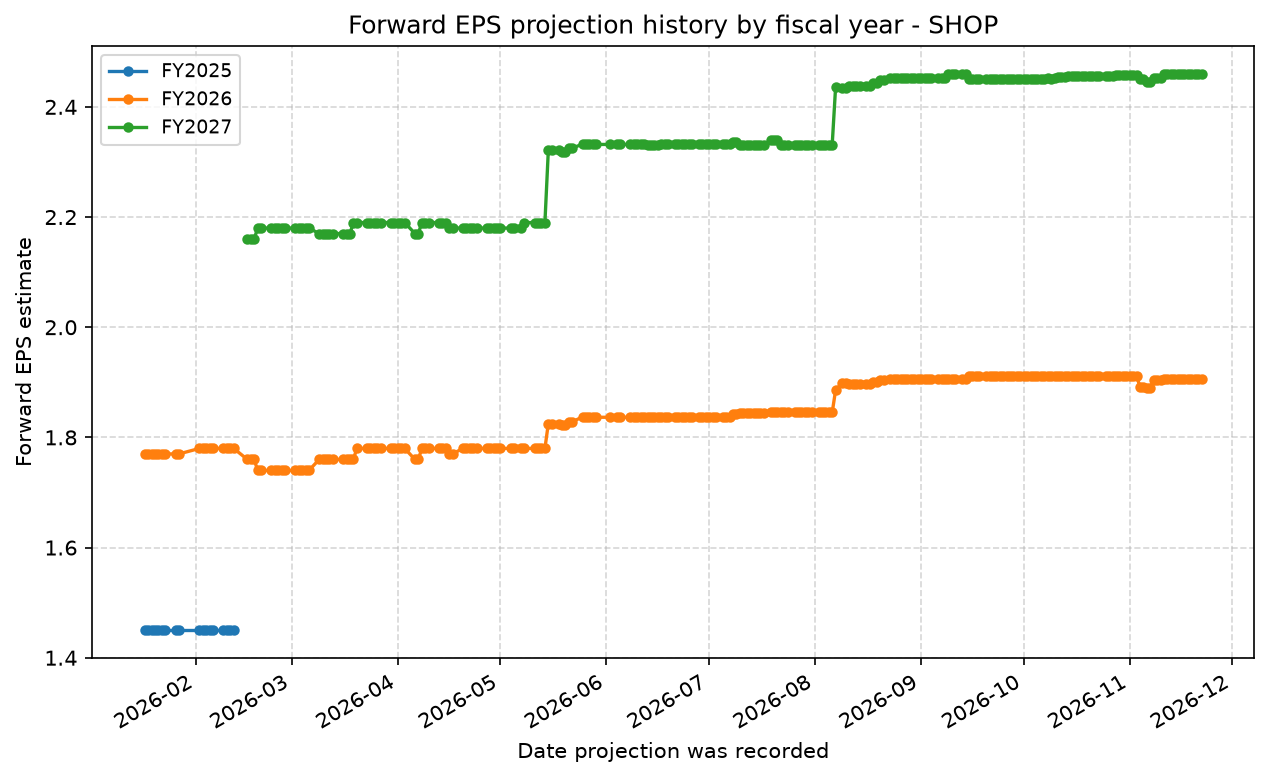 Forward EPS projection history by fiscal year - SHOP
FY2025
FY2026
FY2027
Forward EPS estimate
2.4
2.2
2.0
1.8
1.6
1.4
2026-02
2026-03
2026-04
2026-05
2026-06
2026-07
2026-08
2026-09
2026-10
2026-11
2026-12
Date projection was recorded